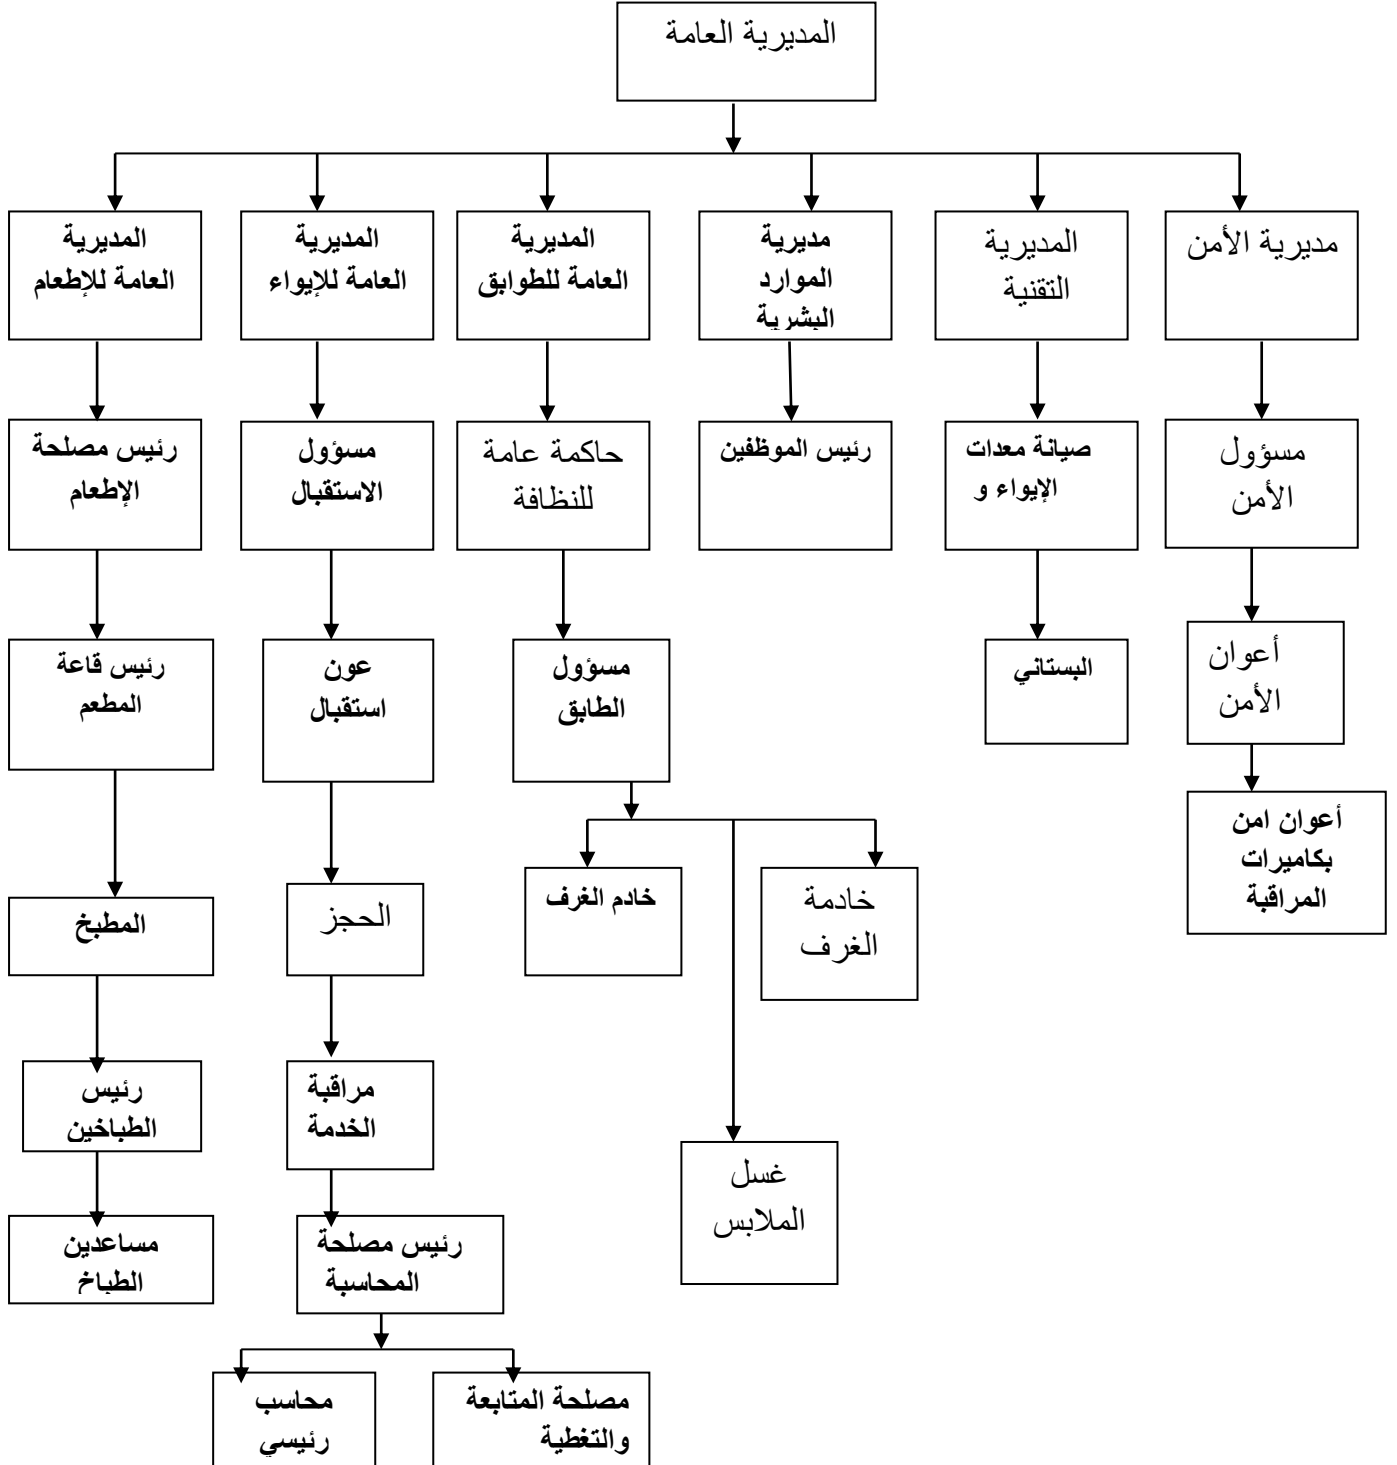 المديرية العامة
مديرية الأمن
المديرية
التقنية
مديرية
الموارد
البشرية
المديرية
العامة للطوابق
المديرية
العامة للإيواء
المديرية
العامة للإطعام
مسؤول
الأمن
صيانة معدات
الإيواء و
رئيس الموظفين
حاكمة عامة
للنظافة
مسؤول
الاستقبال
رئيس مصلحة
الإطعام
أعوان
الأمن
البستاني
مسؤول
الطابق
عون
استقبال
رئيس قاعة
المطعم
أعوان امن
بكاميرات
المراقبة
خادمة
الغرف
خادم الغرف
الحجز
المطبخ
غسل
الملابس
مراقبة
الخدمة
رئيس
الطباخين
رئيس مصلحة
المحاسبة
مساعدين
الطباخ
مصلحة المتابعة
والتغطية
محاسب
رئيسي